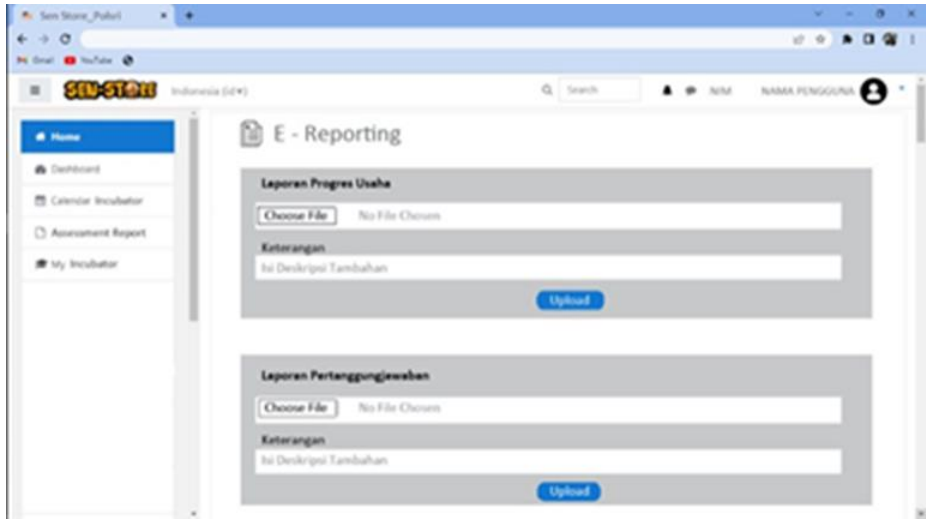 Sen Store_Polsri
Gmail YouTube
SEN-STORE Indonesia (id) Search NIM NAMA PENGGUNA
Home
Dashboard
Calendar Incubator
Assessment Report
My Incubator
E - Reporting
Laporan Progres Usaha
Choose File No File Chosen
Keterangan
Isi Deskripsi Tambahan
Upload
Laporan Pertanggungjawaban
Choose File No File Chosen
Keterangan
Isi Deskripsi Tambahan
Upload